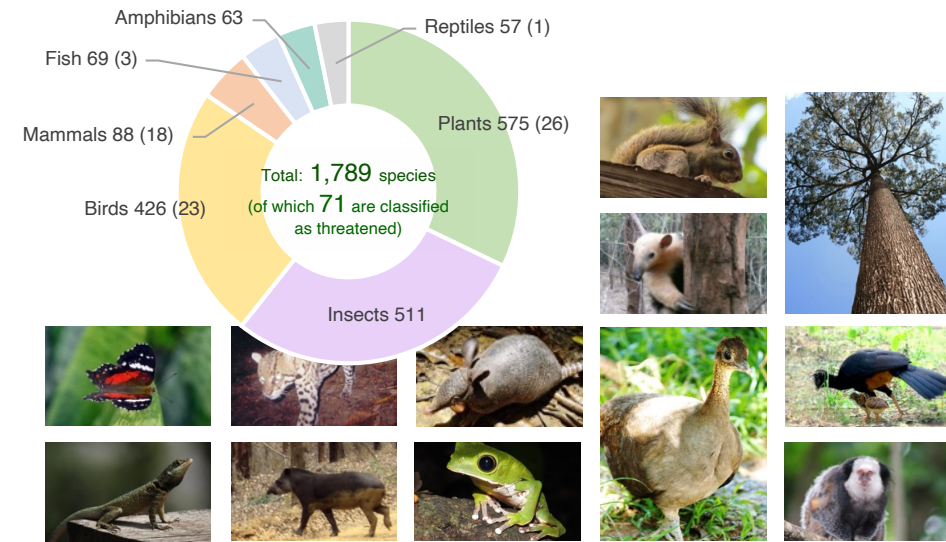 Amphibians 63
Reptiles 57 (1)
Fish 69 (3)
Plants 575 (26)
Mammals 88 (18)
Total: 1,789 species
(of which 71 are classified
as threatened)
Birds 426 (23)
Insects 511